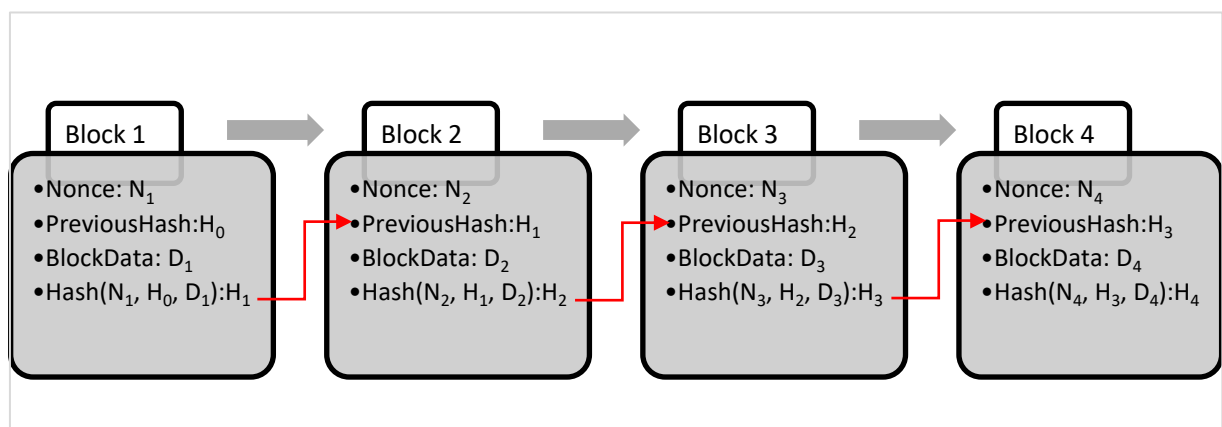 Block 1
•Nonce: N₁
•PreviousHash:H₀
•BlockData: D₁
•Hash(N₁, H₀, D₁):H₁
Block 2
•Nonce: N₂
•PreviousHash:H₁
•BlockData: D₂
•Hash(N₂, H₁, D₂):H₂
Block 3
•Nonce: N₃
•PreviousHash:H₂
•BlockData: D₃
•Hash(N₃, H₂, D₃):H₃
Block 4
•Nonce: N₄
•PreviousHash:H₃
•BlockData: D₄
•Hash(N₄, H₃, D₄):H₄